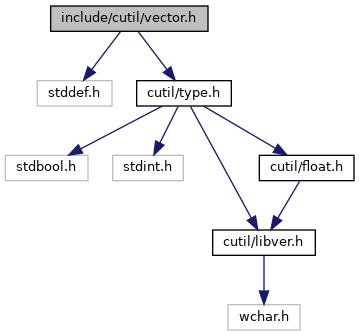 include/cutil/vector.h
stddef.h
cutil/type.h
stdbool.h
stdint.h
cutil/float.h
cutil/libver.h
wchar.h